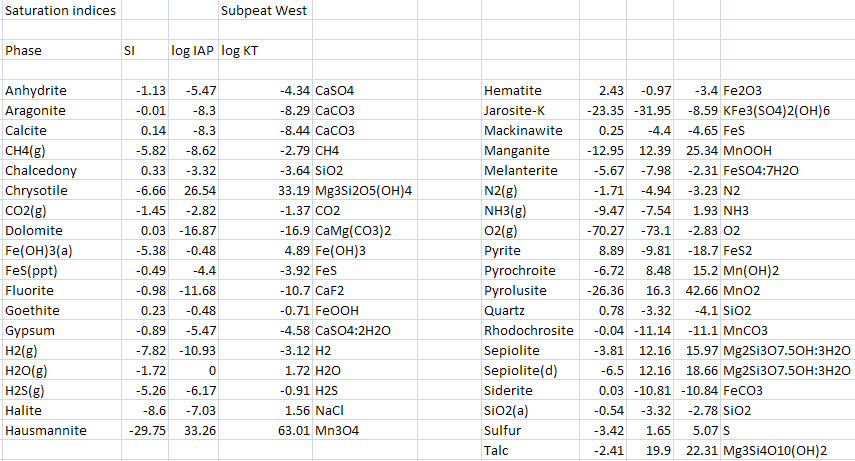 Saturation indices Subpeat West
Phase SI log IAP log KT
Anhydrite -1.13 -5.47 -4.34 CaSO4 Hematite 2.43 -0.97 -3.4 Fe2O3
Aragonite -0.01 -8.3 -8.29 CaCO3 Jarosite-K -23.35 -31.95 -8.59 KFe3(SO4)2(OH)6
Calcite 0.14 -8.3 -8.44 CaCO3 Mackinawite 0.25 -4.4 -4.65 FeS
CH4(g) -5.82 -8.62 -2.79 CH4 Manganite -12.95 12.39 25.34 MnOOH
Chalcedony 0.33 -3.32 -3.64 SiO2 Melanterite -5.67 -7.98 -2.31 FeSO4:7H2O
Chrysotile -6.66 26.54 33.19 Mg3Si2O5(OH)4 N2(g) -1.71 -4.94 -3.23 N2
CO2(g) -1.45 -2.82 -1.37 CO2 NH3(g) -9.47 -7.54 1.93 NH3
Dolomite 0.03 -16.87 -16.9 CaMg(CO3)2 O2(g) -70.27 -73.1 -2.83 O2
Fe(OH)3(a) -5.38 -0.48 4.89 Fe(OH)3 Pyrite 8.89 -9.81 -18.7 FeS2
FeS(ppt) -0.49 -4.4 -3.92 FeS Pyrochroite -6.72 8.48 15.2 Mn(OH)2
Fluorite -0.98 -11.68 -10.7 CaF2 Pyrolusite -26.36 16.3 42.66 MnO2
Goethite 0.23 -0.48 -0.71 FeOOH Quartz 0.78 -3.32 -4.1 SiO2
Gypsum -0.89 -5.47 -4.58 CaSO4:2H2O Rhodochrosite -0.04 -11.14 -11.1 MnCO3
H2(g) -7.82 -10.93 -3.12 H2 Sepiolite -3.81 12.16 15.97 Mg2Si3O7.5OH:3H2O
H2O(g) -1.72 0 1.72 H2O Sepiolite(d) -6.5 12.16 18.66 Mg2Si3O7.5OH:3H2O
H2S(g) -5.26 -6.17 -0.91 H2S Siderite 0.03 -10.81 -10.84 FeCO3
Halite -8.6 -7.03 1.56 NaCl SiO2(a) -0.54 -3.32 -2.78 SiO2
Hausmannite -29.75 33.26 63.01 Mn3O4 Sulfur -3.42 1.65 5.07 S
Talc -2.41 19.9 22.31 Mg3Si4O10(OH)2